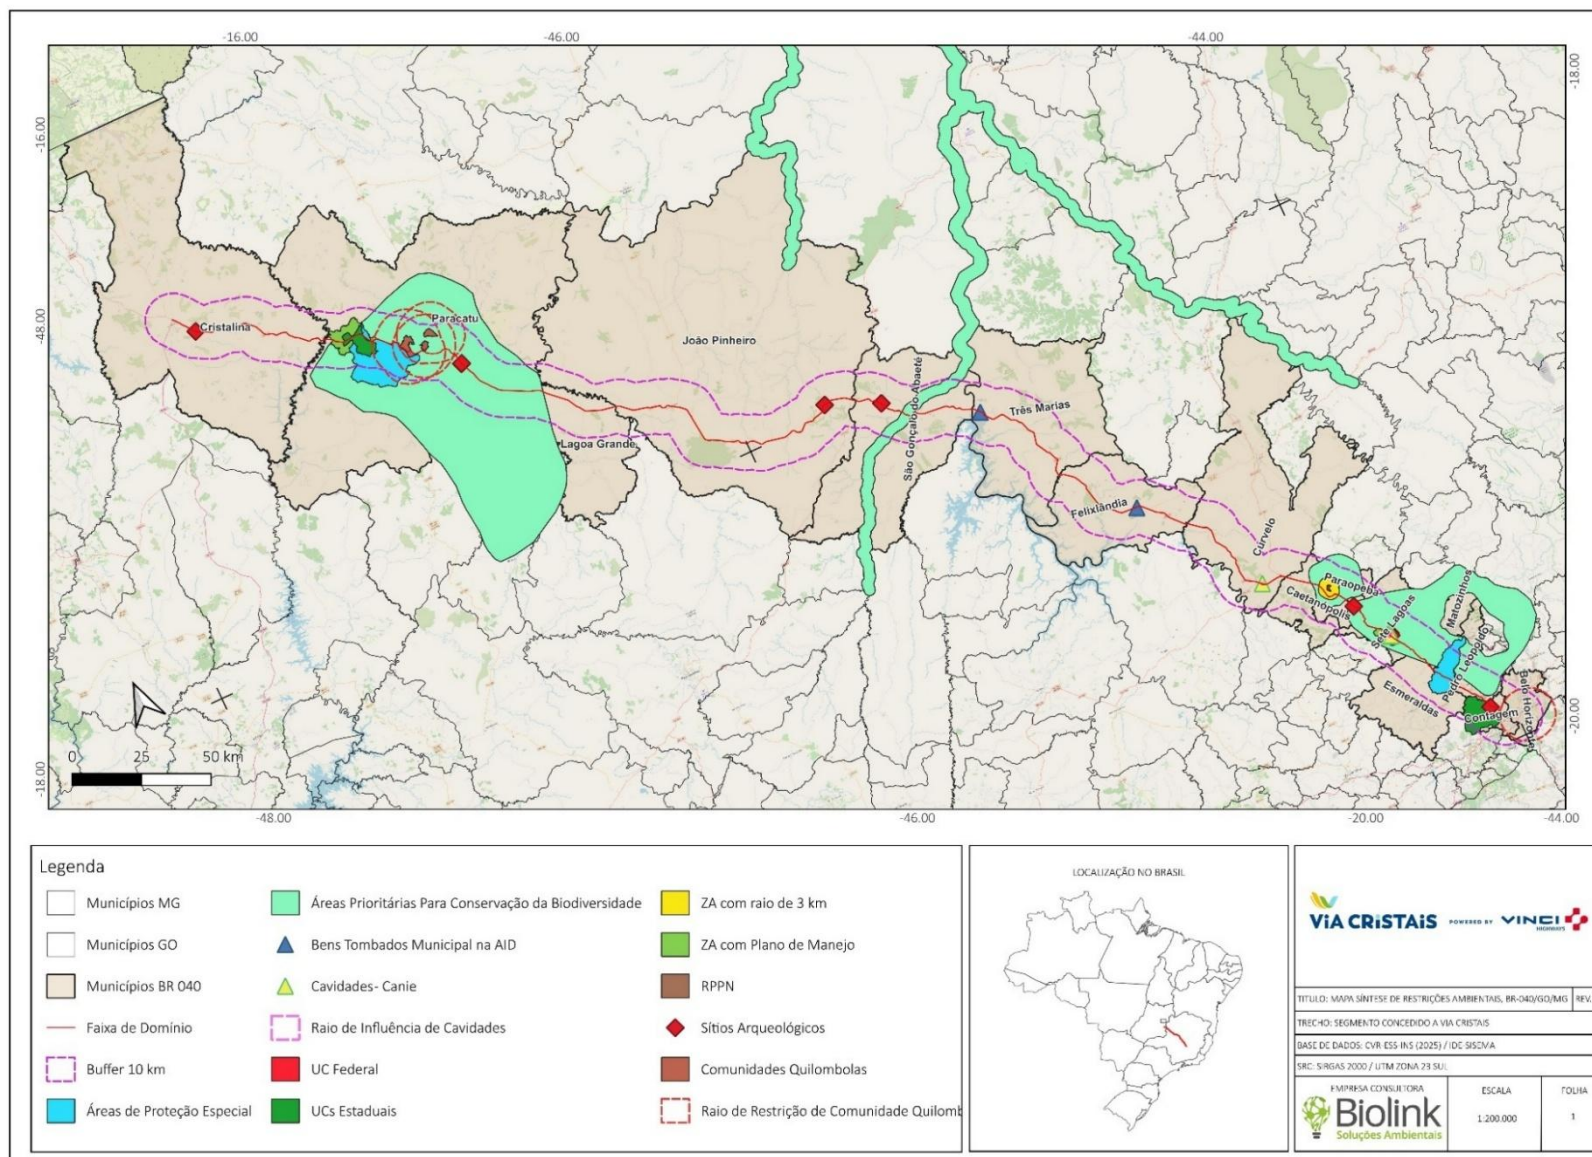 -16.00
-46.00
-44.00
-18.00
-16.00
-48.00
-18.00
-20.00
-48.00
-46.00
-20.00
-44.00
Cristalina
Paracatu
João Pinheiro
Lagoa Grande
São Gonçalo do Abaeté
Três Marias
Felixlândia
Curvelo
Paraopeba
Caetanópolis
Sete Lagoas
Matozinhos
Pedro Leopoldo
Esmeraldas
Contagem
Belo Horizonte
0 25 50 km
Legenda
Municípios MG
Municípios GO
Municípios BR 040
Faixa de Domínio
Buffer 10 km
Áreas de Proteção Especial
Áreas Prioritárias Para Conservação da Biodiversidade
Bens Tombados Municipal na AID
Cavidades- Canie
Raio de Influência de Cavidades
UC Federal
UCs Estaduais
ZA com raio de 3 km
ZA com Plano de Manejo
RPPN
Sítios Arqueológicos
Comunidades Quilombolas
Raio de Restrição de Comunidade Quilomb
LOCALIZAÇÃO NO BRASIL
VIA CRISTAIS POWERED BY VINCI
HIGHWAYS
TITULO: MAPA SÍNTESE DE RESTRIÇÕES AMBIENTAIS, BR-040/GO/MG REV.
TRECHO: SEGMENTO CONCEDIDO A VIA CRISTAIS
BASE DE DADOS: CVR-ESS-INS (2025) / IDE-SISEMA
SRC: SIRGAS 2000 / UTM ZONA 23 SUL
EMPRESA CONSULTORA
Biolink
Soluções Ambientais
ESCALA
1:200.000
FOLHA
1